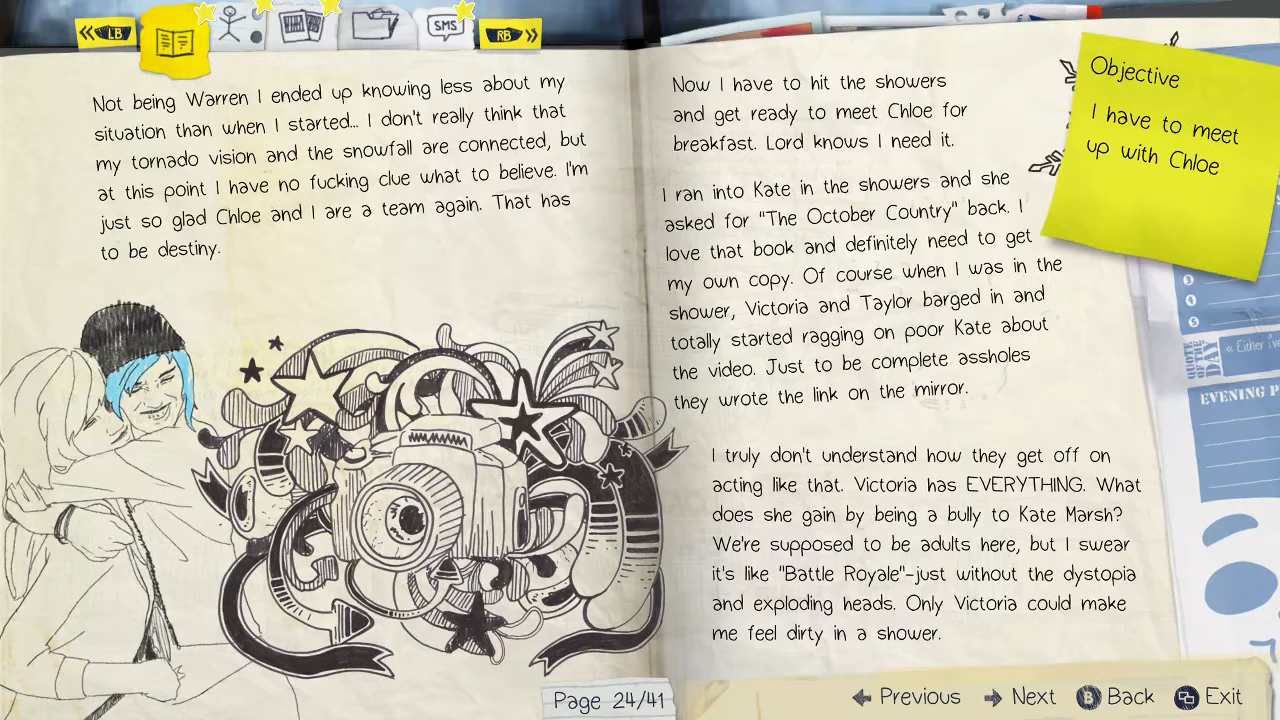 LB
SMS
RB
Not being Warren I ended up knowing less about my
situation than when I started... I don't really think that
my tornado vision and the snowfall are connected, but
at this point I have no fucking clue what to believe. I'm
just so glad Chloe and I are a team again. That has
to be destiny.
Now I have to hit the showers
and get ready to meet Chloe for
breakfast. Lord knows I need it.
I ran into Kate in the showers and she
asked for "The October Country" back. I
love that book and definitely need to get
my own copy. Of course when I was in the
shower, Victoria and Taylor barged in and
totally started ragging on poor Kate about
the video. Just to be complete assholes
they wrote the link on the mirror.
I truly don't understand how they get off on
acting like that. Victoria has EVERYTHING. What
does she gain by being a bully to Kate Marsh?
We're supposed to be adults here, but I swear
it's like "Battle Royale"-just without the dystopia
and exploding heads. Only Victoria could make
me feel dirty in a shower.
Objective
I have to meet
up with Chloe
3
4
5
QUOTE OF THE DAY
« Either i've
EVENING P
Page 24/41
Previous
Next
B Back
Exit